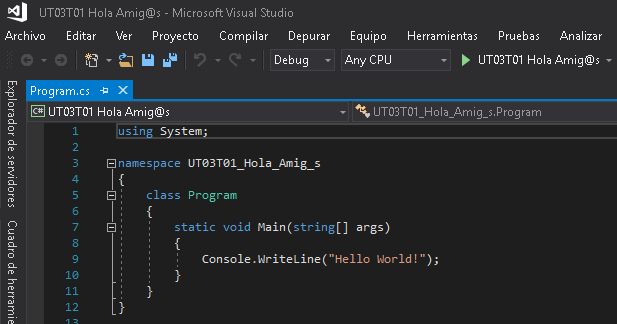 UT03T01 Hola Amig@s - Microsoft Visual Studio
Archivo Editar Ver Proyecto Compilar Depurar Equipo Herramientas Pruebas Analizar
Debug Any CPU UT03T01 Hola Amig@s
Explorador de servidores
Cuadro de herramie
Program.cs
C# UT03T01 Hola Amig@s UT03T01_Hola_Amig_s.Program
1 using System;
2
3 namespace UT03T01_Hola_Amig_s
4 {
5 class Program
6 {
7 static void Main(string[] args)
8 {
9 Console.WriteLine("Hello World!");
10 }
11 }
12 }
13